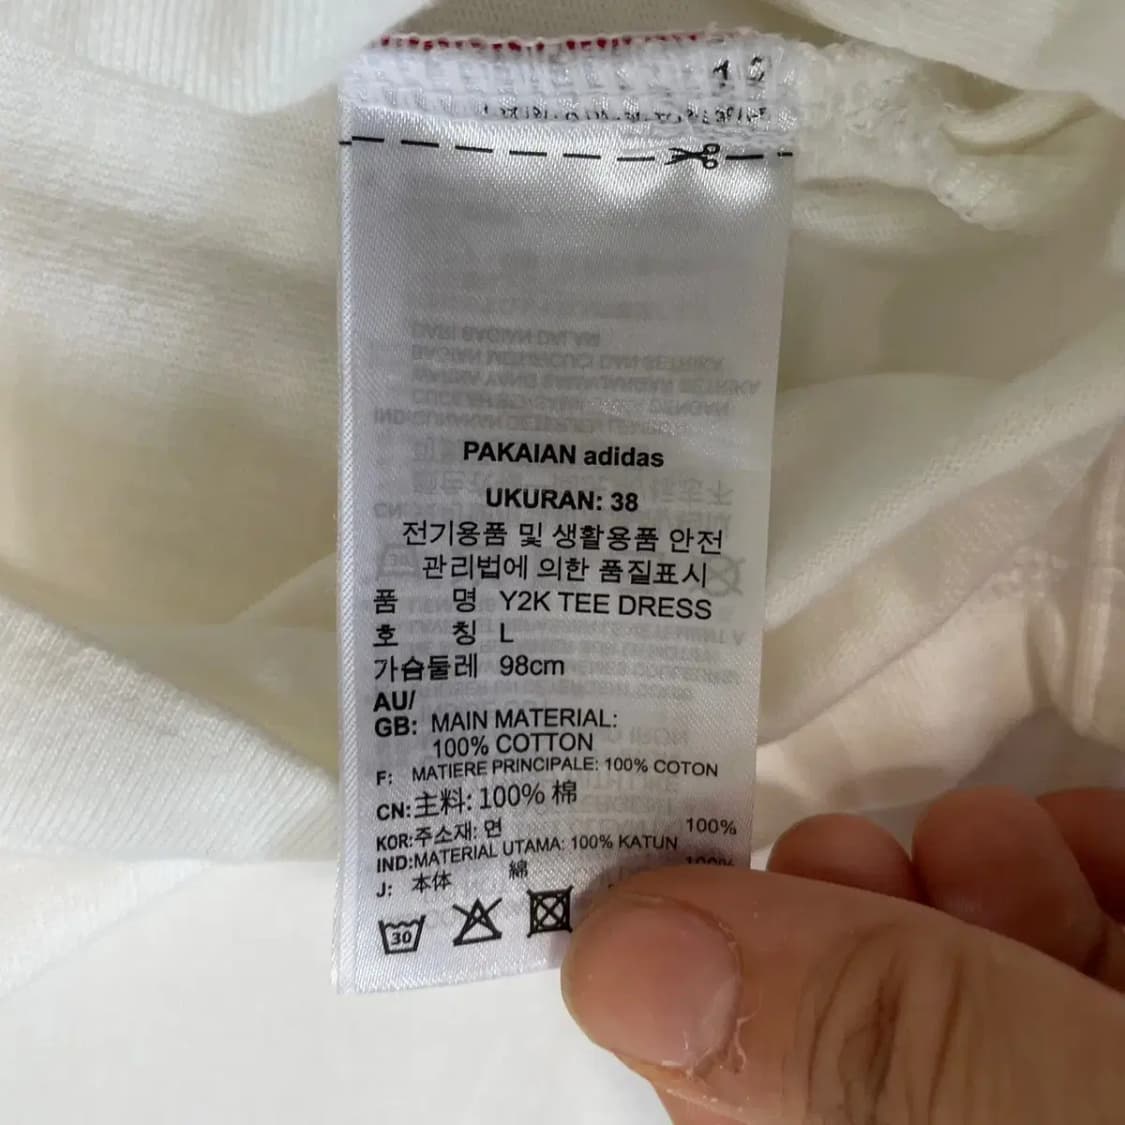 PAKAIAN adidas
UKURAN: 38
전기용품 및 생활용품 안전
관리법에 의한 품질표시
품 명 Y2K TEE DRESS
호 칭 L
가슴둘레 98cm
AU/
GB: MAIN MATERIAL:
100% COTTON
F: MATIERE PRINCIPALE: 100% COTON
CN:主料: 100% 棉
KOR:주소재: 면 100%
IND:MATERIAL UTAMA: 100% KATUN
J: 本体 綿 100%
30